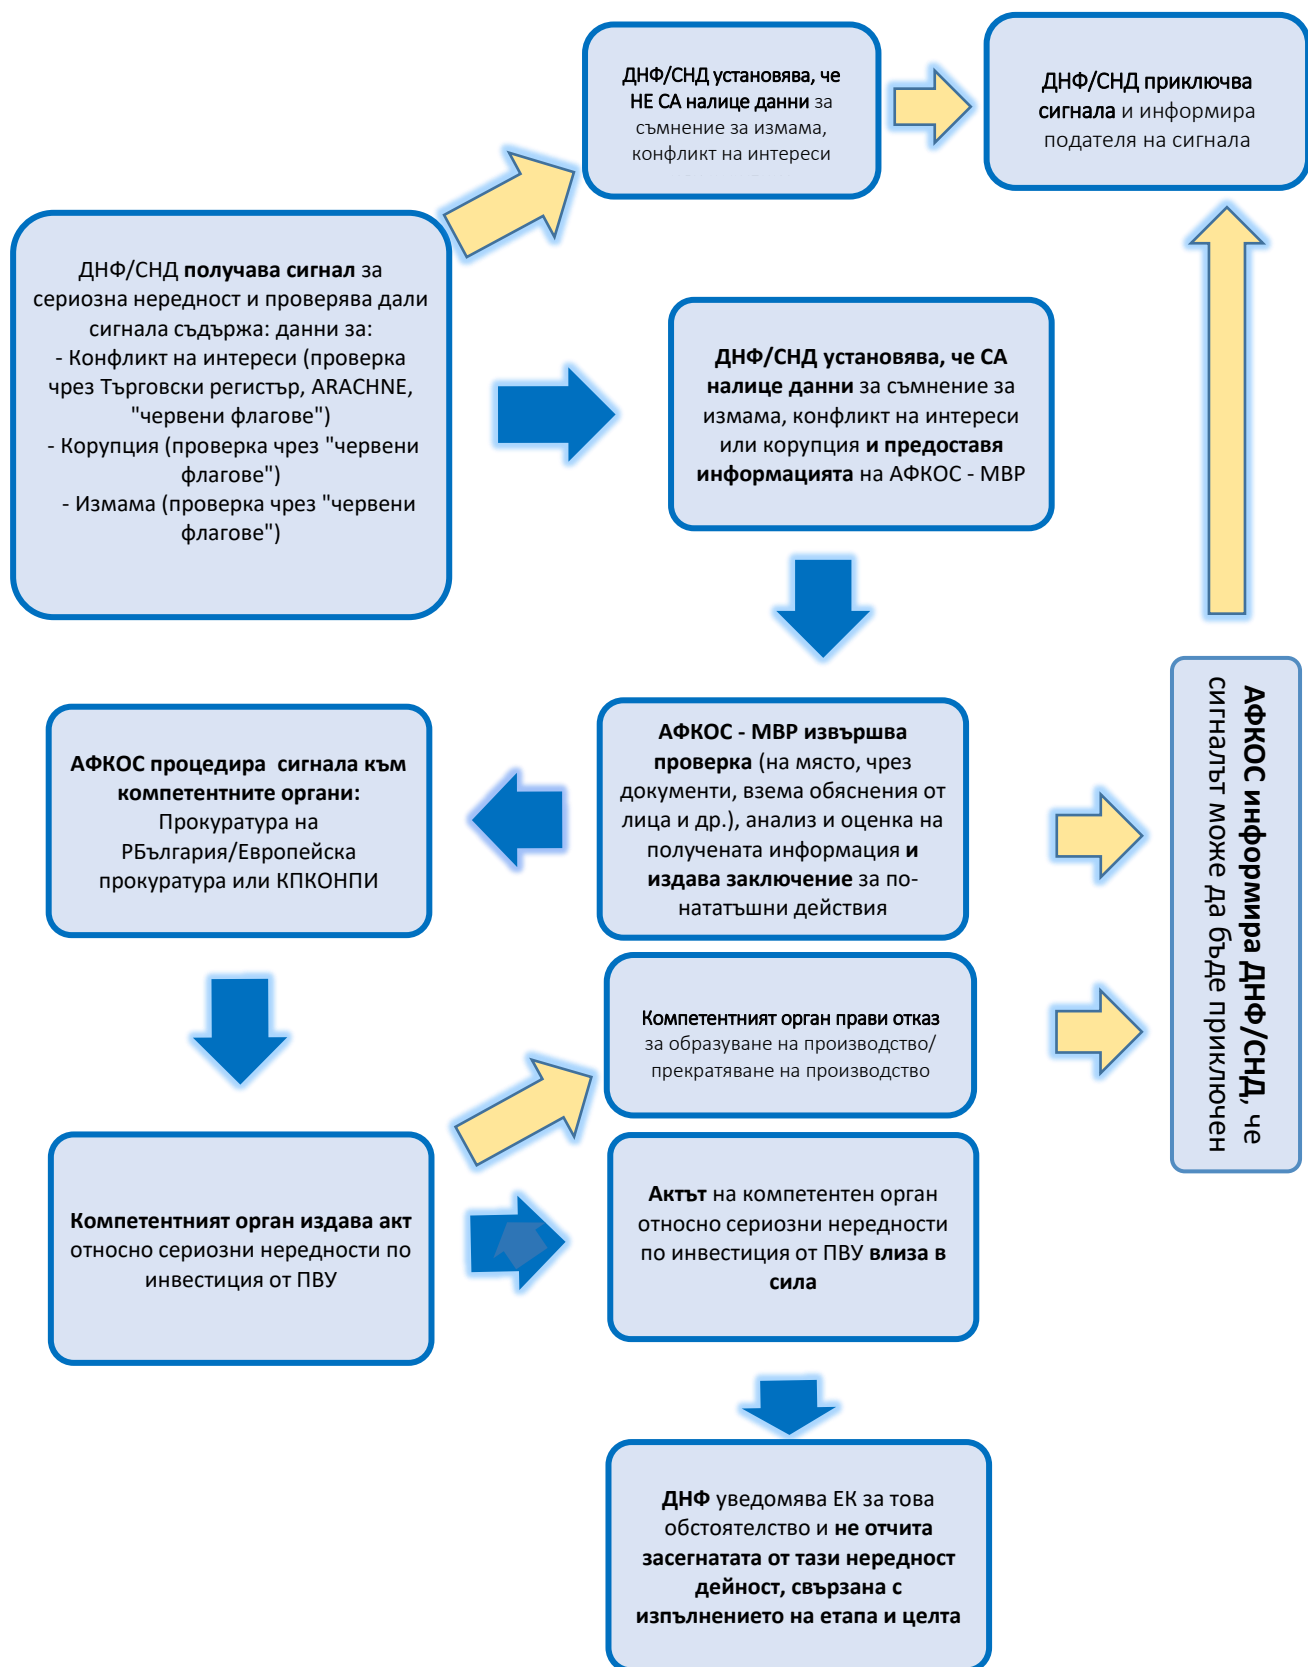 ДНФ/СНД установява, че
НЕ СА налице данни за
съмнение за измама,
конфликт на интереси
ДНФ/СНД приключва
сигнала и информира
подателя на сигнала
ДНФ/СНД получава сигнал за
сериозна нередност и проверява дали
сигнала съдържа: данни за:
- Конфликт на интереси (проверка
чрез Търговски регистър, ARACHNE,
"червени флагове")
- Корупция (проверка чрез "червени
флагове")
- Измама (проверка чрез "червени
флагове")
ДНФ/СНД установява, че СА
налице данни за съмнение за
измама, конфликт на интереси
или корупция и предоставя
информацията на АФКОС - МВР
АФКОС процедира  сигнала към
компетентните органи:
Прокуратура на
РБългария/Европейска
прокуратура или КПКОНПИ
АФКОС - МВР извършва
проверка (на място, чрез
документи, взема обяснения от
лица и др.), анализ и оценка на
получената информация и
издава заключение за по-
нататъшни действия
АФКОС информира ДНФ/СНД, че
сигналът може да бъде приключен
Компетентният орган прави отказ
за образуване на производство/
прекратяване на производство
Компетентният орган издава акт
относно сериозни нередности по
инвестиция от ПВУ
Актът на компетентен орган
относно сериозни нередности
по инвестиция от ПВУ влиза в
сила
ДНФ уведомява ЕК за това
обстоятелство и не отчита
засегнатата от тази нередност
дейност, свързана с
изпълнението на етапа и целта